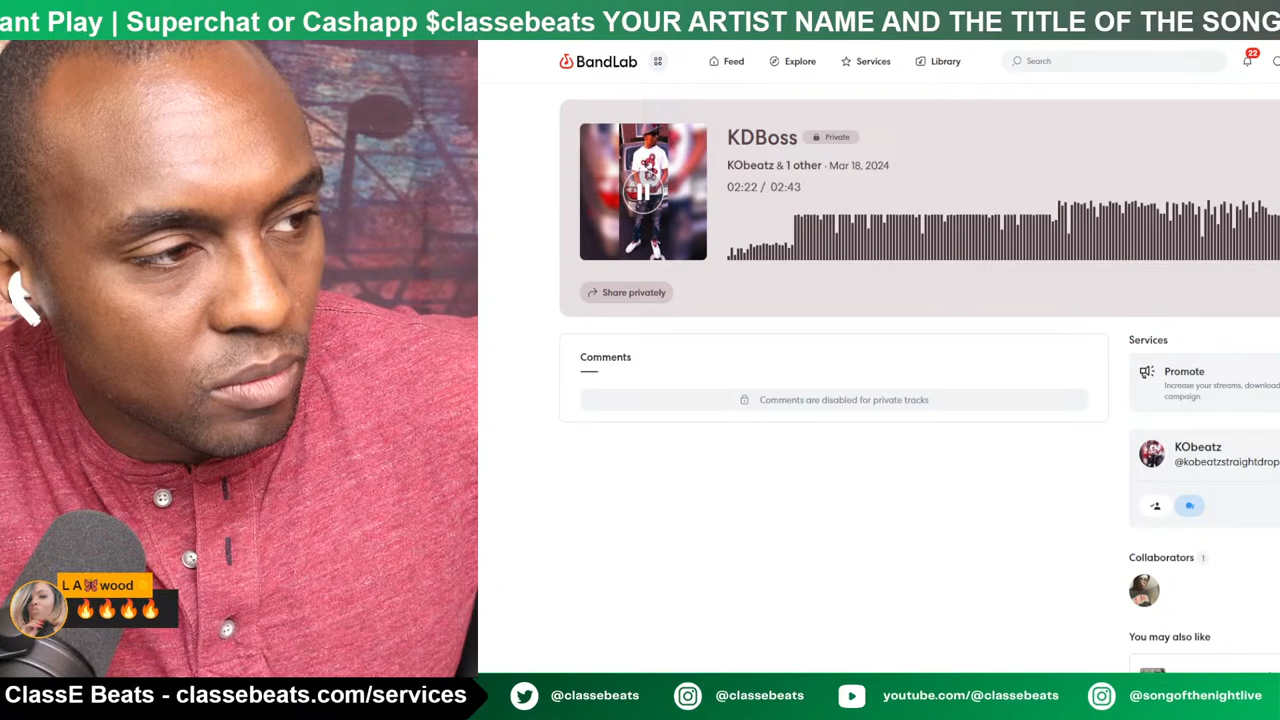 ant Play | Superchat or Cashapp $classebeats YOUR ARTIST NAME AND THE TITLE OF THE SONG
BandLab
Feed
Explore
Services
Library
Search
22
KDBoss
Private
KObeatz & 1 other · Mar 18, 2024
02:22 / 02:43
Share privately
Comments
Comments are disabled for private tracks
Services
Promote
Increase your streams, download
campaign
KObeatz
@kobeatzstraightdrop
Collaborators 1
You may also like
L A🦋wood
🔥🔥🔥🔥
ClassE Beats - classebeats.com/services
@classebeats
@classebeats
youtube.com/@classebeats
@songofthenightlive